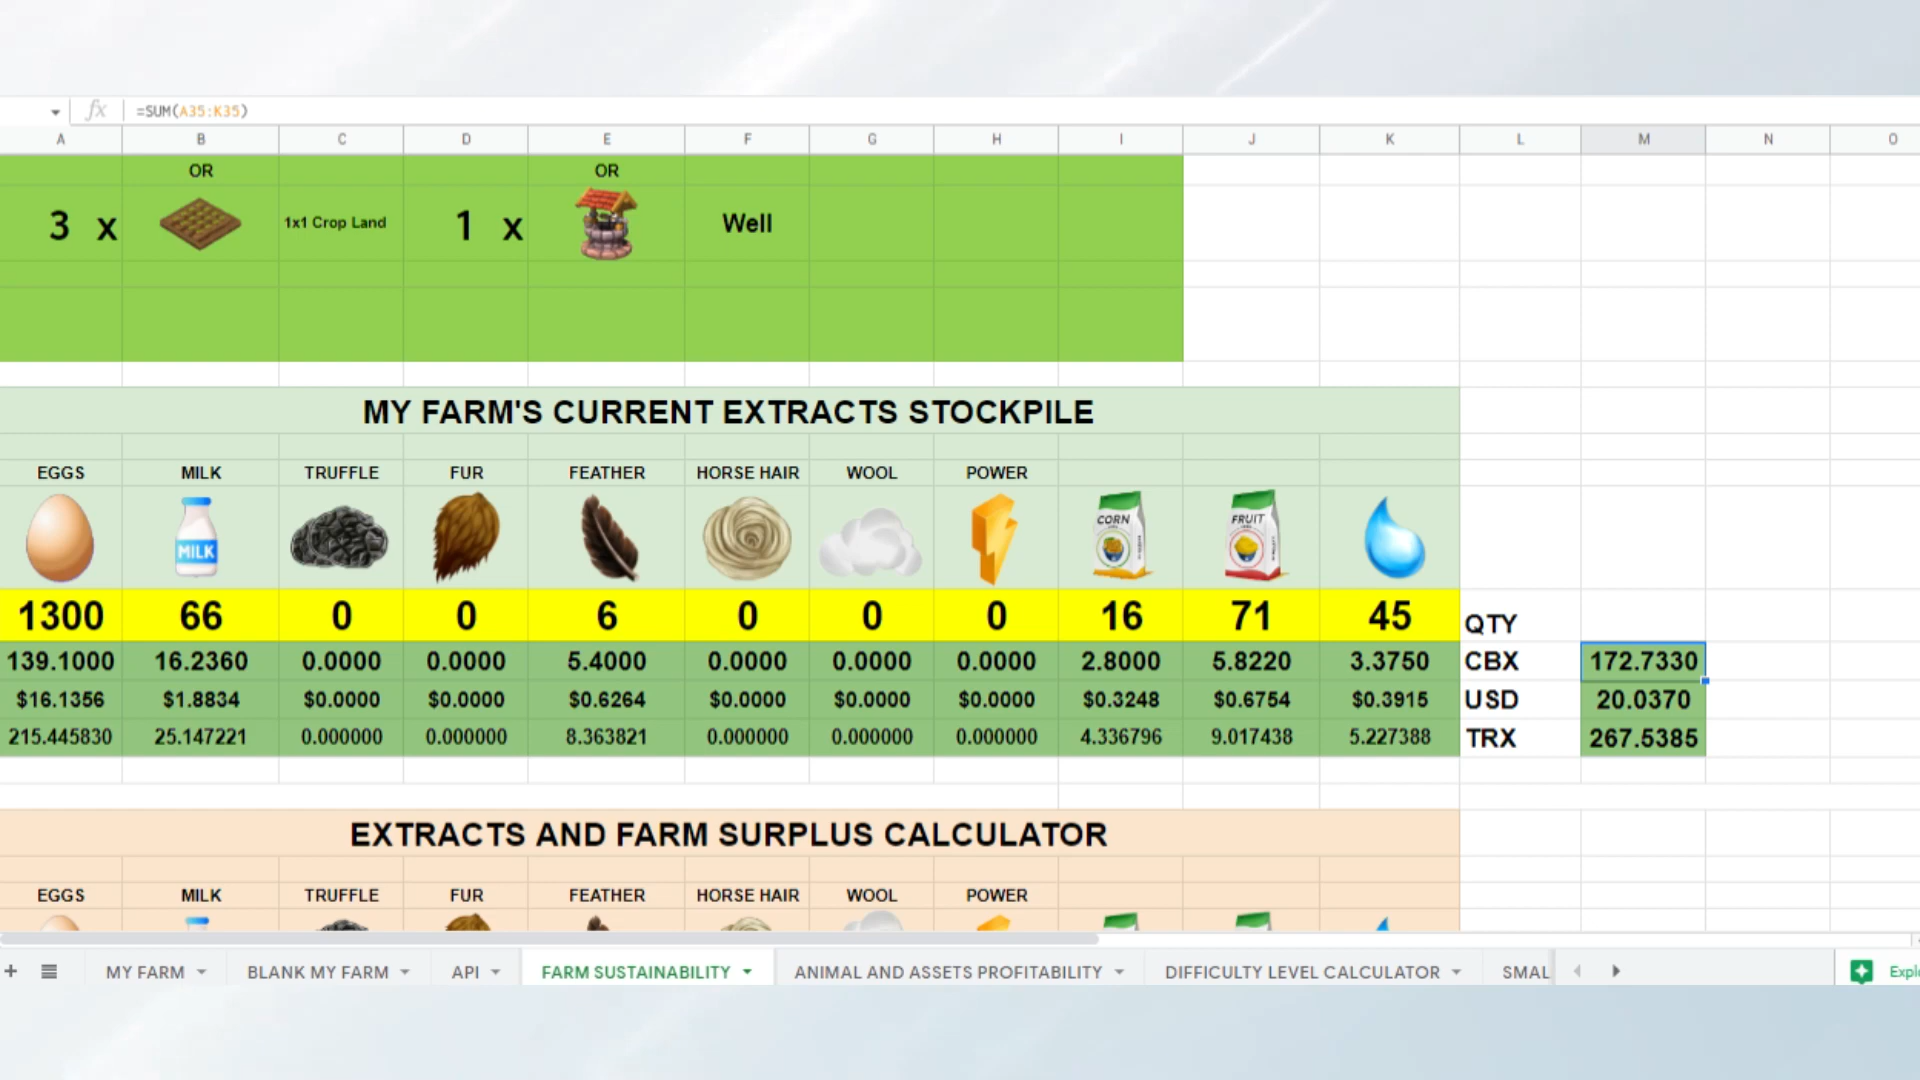 fx =SUM(A35:K35)
A B C D E F G H I J K L M N O
OR OR
3 x 1x1 Crop Land 1 x Well
MY FARM'S CURRENT EXTRACTS STOCKPILE
EGGS MILK TRUFFLE FUR FEATHER HORSE HAIR WOOL POWER
MILK CORN FRUIT
1300 66 0 0 6 0 0 0 16 71 45 QTY
139.1000 16.2360 0.0000 0.0000 5.4000 0.0000 0.0000 0.0000 2.8000 5.8220 3.3750 CBX 172.7330
$16.1356 $1.8834 $0.0000 $0.0000 $0.6264 $0.0000 $0.0000 $0.0000 $0.3248 $0.6754 $0.3915 USD 20.0370
215.445830 25.147221 0.000000 0.000000 8.363821 0.000000 0.000000 0.000000 4.336796 9.017438 5.227388 TRX 267.5385
EXTRACTS AND FARM SURPLUS CALCULATOR
EGGS MILK TRUFFLE FUR FEATHER HORSE HAIR WOOL POWER
+ MY FARM BLANK MY FARM API FARM SUSTAINABILITY ANIMAL AND ASSETS PROFITABILITY DIFFICULTY LEVEL CALCULATOR SMAL Explo